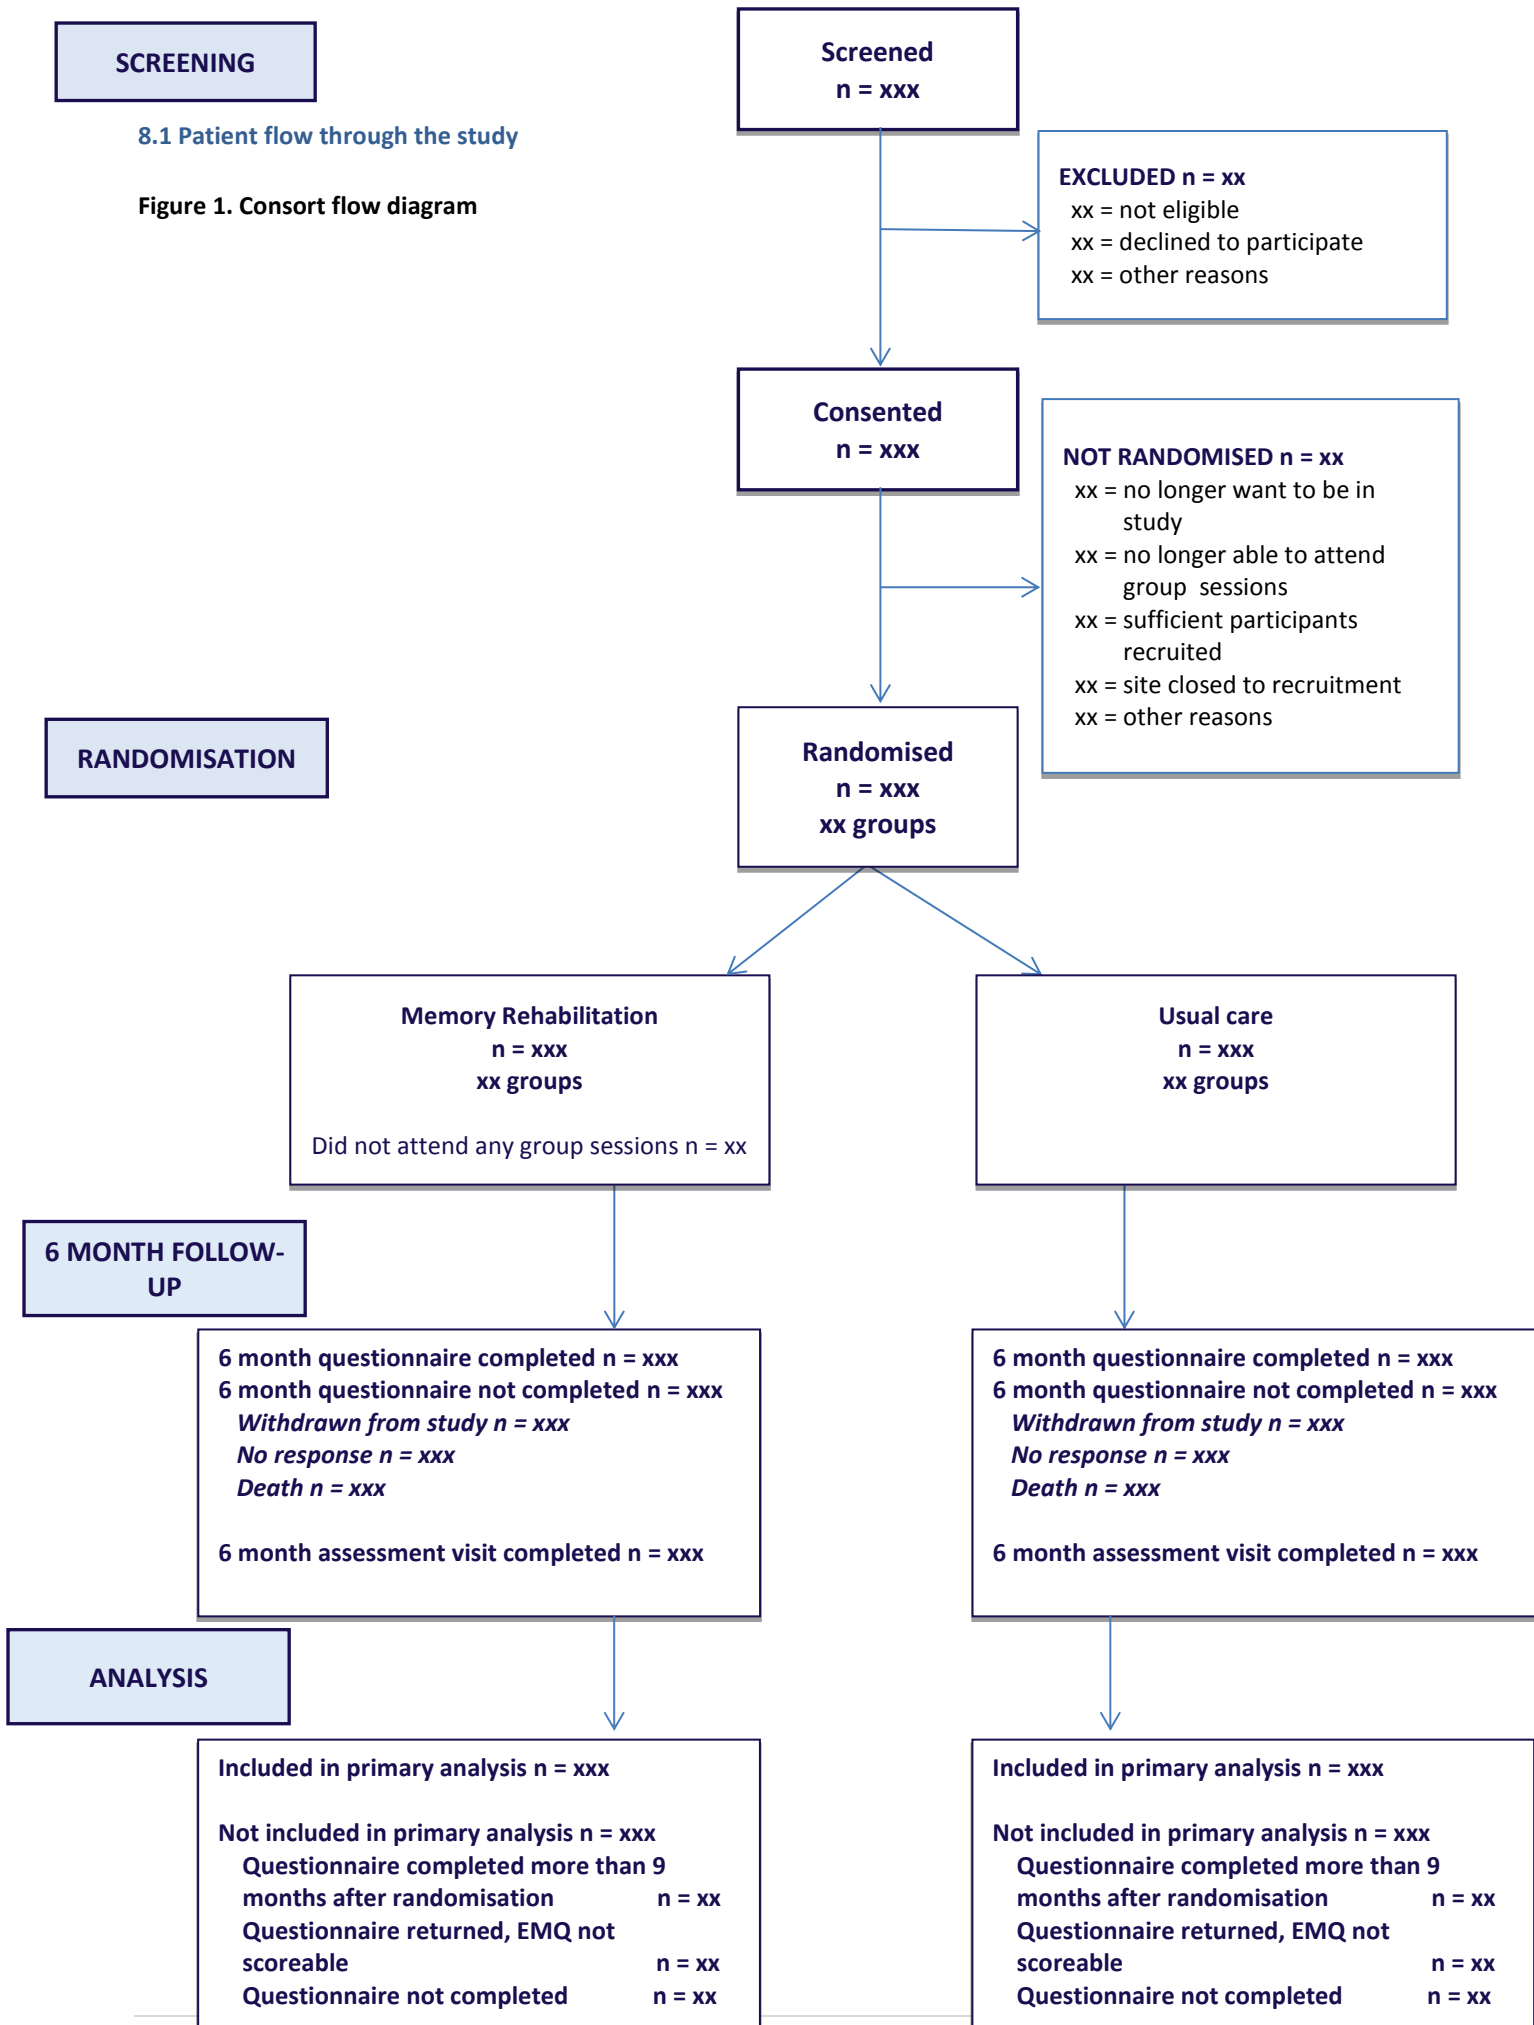 SCREENING
8.1 Patient flow through the study
Figure 1. Consort flow diagram
Screened
n = xxx
EXCLUDED n = xx
xx = not eligible
xx = declined to participate
xx = other reasons
Consented
n = xxx
NOT RANDOMISED n = xx
xx = no longer want to be in
study
xx = no longer able to attend
group sessions
xx = sufficient participants
recruited
xx = site closed to recruitment
xx = other reasons
RANDOMISATION
Randomised
n = xxx
xx groups
Memory Rehabilitation
n = xxx
xx groups
Did not attend any group sessions n = xx
Usual care
n = xxx
xx groups
6 MONTH FOLLOW-
UP
6 month questionnaire completed n = xxx
6 month questionnaire not completed n = xxx
Withdrawn from study n = xxx
No response n = xxx
Death n = xxx
6 month assessment visit completed n = xxx
6 month questionnaire completed n = xxx
6 month questionnaire not completed n = xxx
Withdrawn from study n = xxx
No response n = xxx
Death n = xxx
6 month assessment visit completed n = xxx
ANALYSIS
Included in primary analysis n = xxx
Not included in primary analysis n = xxx
Questionnaire completed more than 9
months after randomisation n = xx
Questionnaire returned, EMQ not
scoreable n = xx
Questionnaire not completed n = xx
Included in primary analysis n = xxx
Not included in primary analysis n = xxx
Questionnaire completed more than 9
months after randomisation n = xx
Questionnaire returned, EMQ not
scoreable n = xx
Questionnaire not completed n = xx